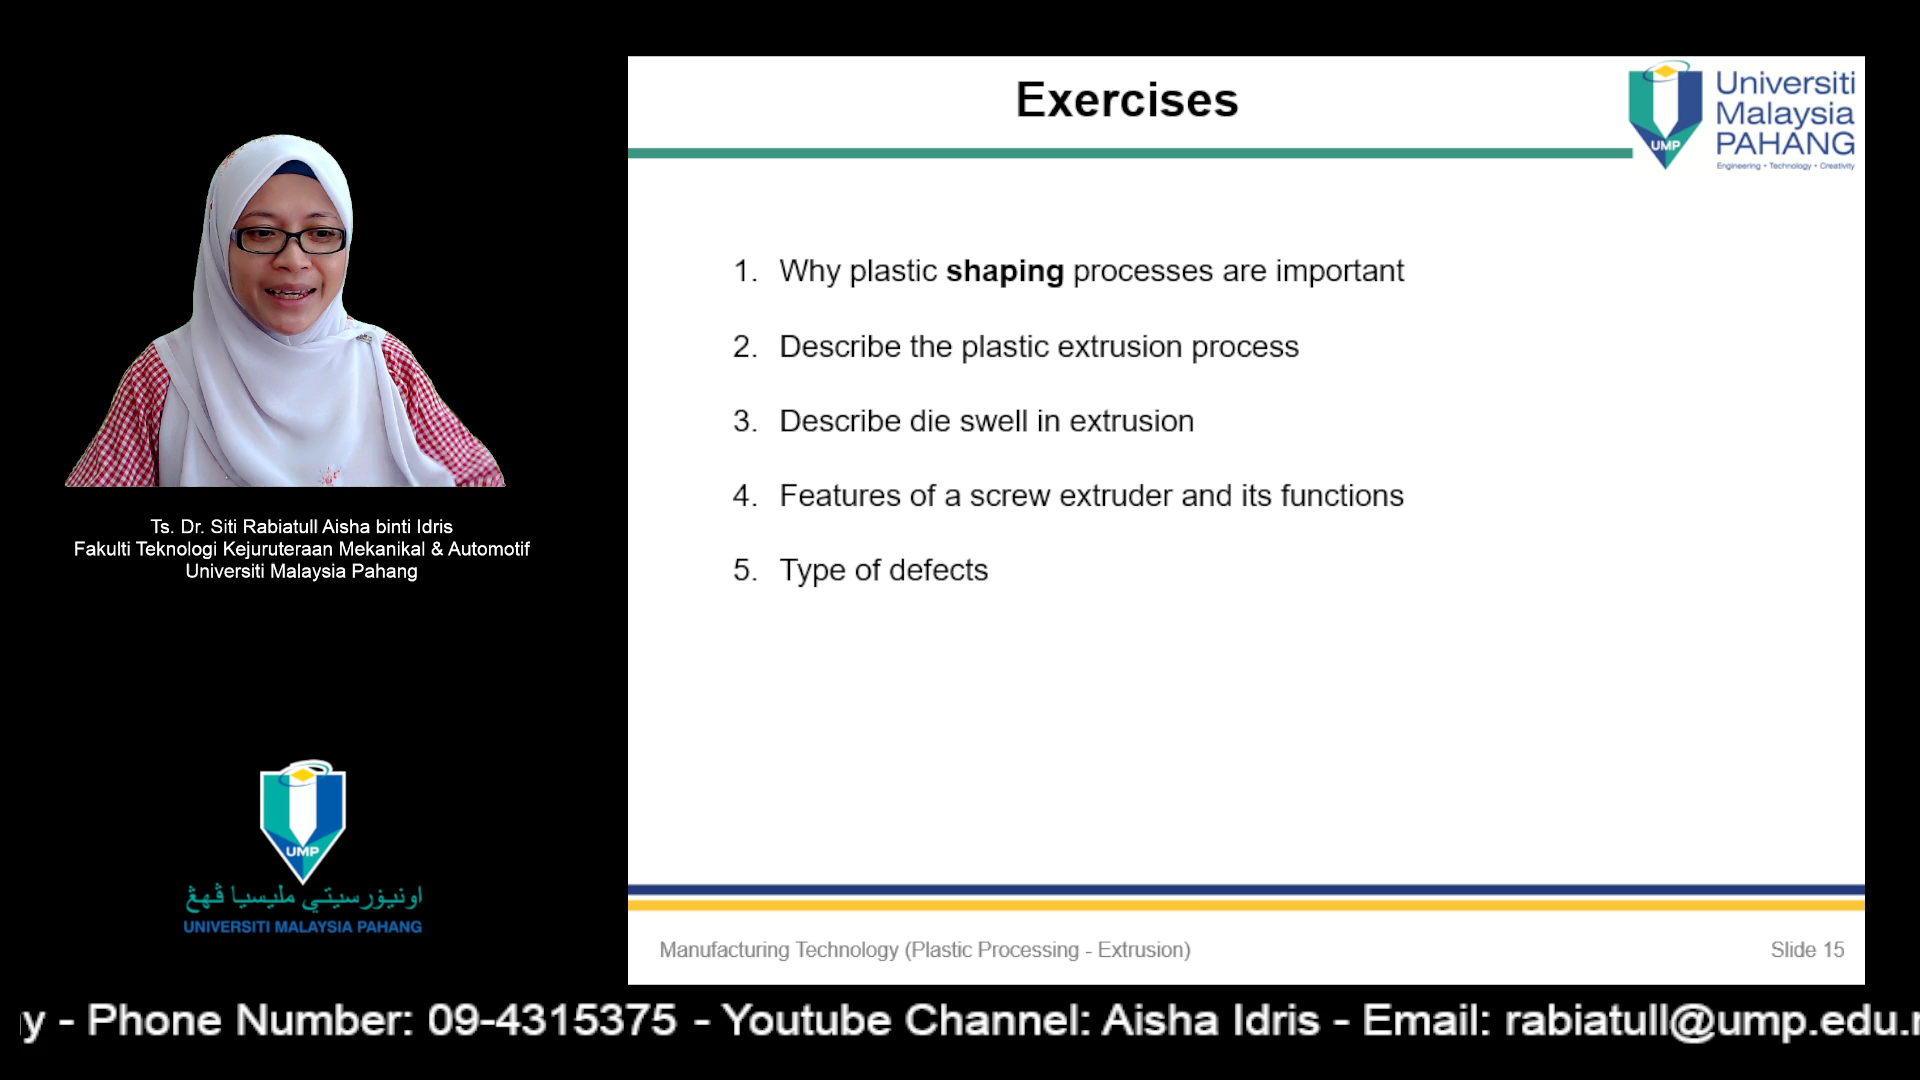 Exercises
Universiti
Malaysia
PAHANG
Engineering • Technology • Creativity
UMP
1. Why plastic shaping processes are important
2. Describe the plastic extrusion process
3. Describe die swell in extrusion
4. Features of a screw extruder and its functions
5. Type of defects
Ts. Dr. Siti Rabiatull Aisha binti Idris
Fakulti Teknologi Kejuruteraan Mekanikal & Automotif
Universiti Malaysia Pahang
UMP
اونيۏرسيتي مليسيا ڤهڠ
UNIVERSITI MALAYSIA PAHANG
Manufacturing Technology (Plastic Processing - Extrusion)
Slide 15
y - Phone Number: 09-4315375 - Youtube Channel: Aisha Idris - Email: rabiatull@ump.edu.